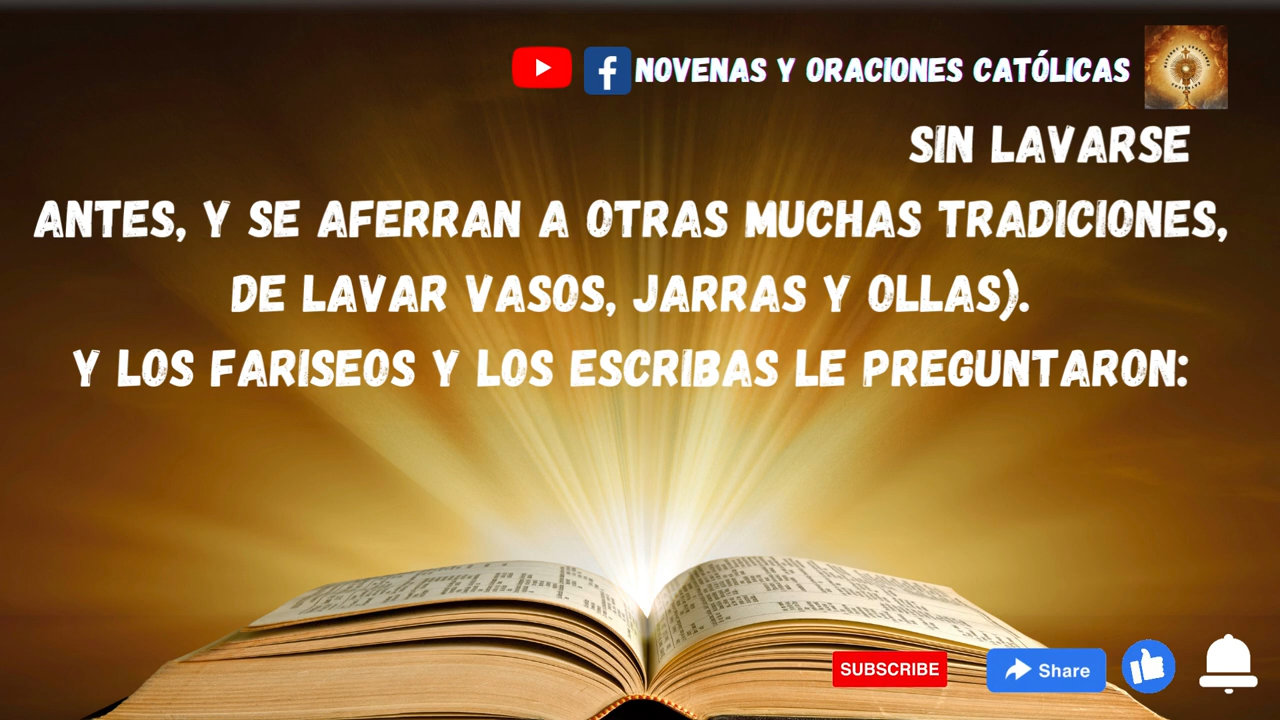 NOVENAS Y ORACIONES CATÓLICAS
SIN LAVARSE
ANTES, Y SE AFERRAN A OTRAS MUCHAS TRADICIONES,
DE LAVAR VASOS, JARRAS Y OLLAS).
Y LOS FARISEOS Y LOS ESCRIBAS LE PREGUNTARON:
SUBSCRIBE
Share